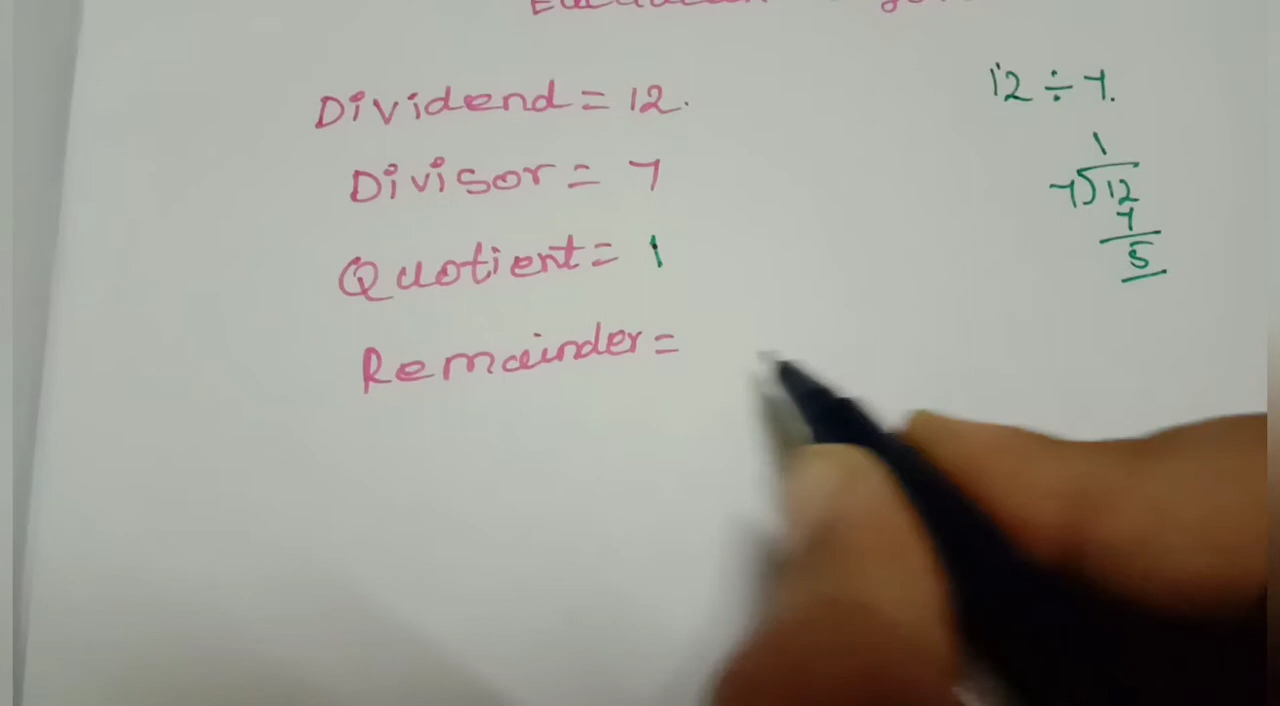 Dividend = 12.
Divisor = 7
Quotient = 1
Remainder =
12 ÷ 7.
1
7)12
7
5